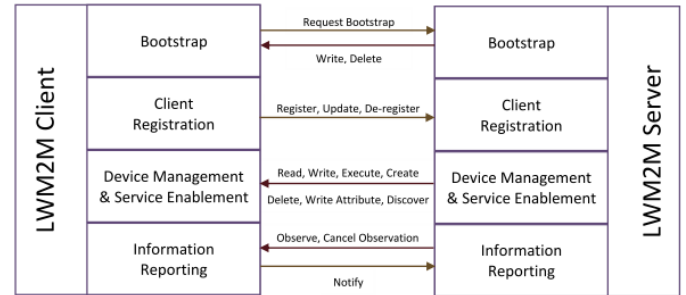 LWM2M Client
Bootstrap
Request Bootstrap
Write, Delete
Bootstrap
Client
Registration
Register, Update, De-register
Client
Registration
Device Management
& Service Enablement
Read, Write, Execute, Create
Delete, Write Attribute, Discover
Device Management
& Service Enablement
Information
Reporting
Observe, Cancel Observation
Notify
Information
Reporting
LWM2M Server